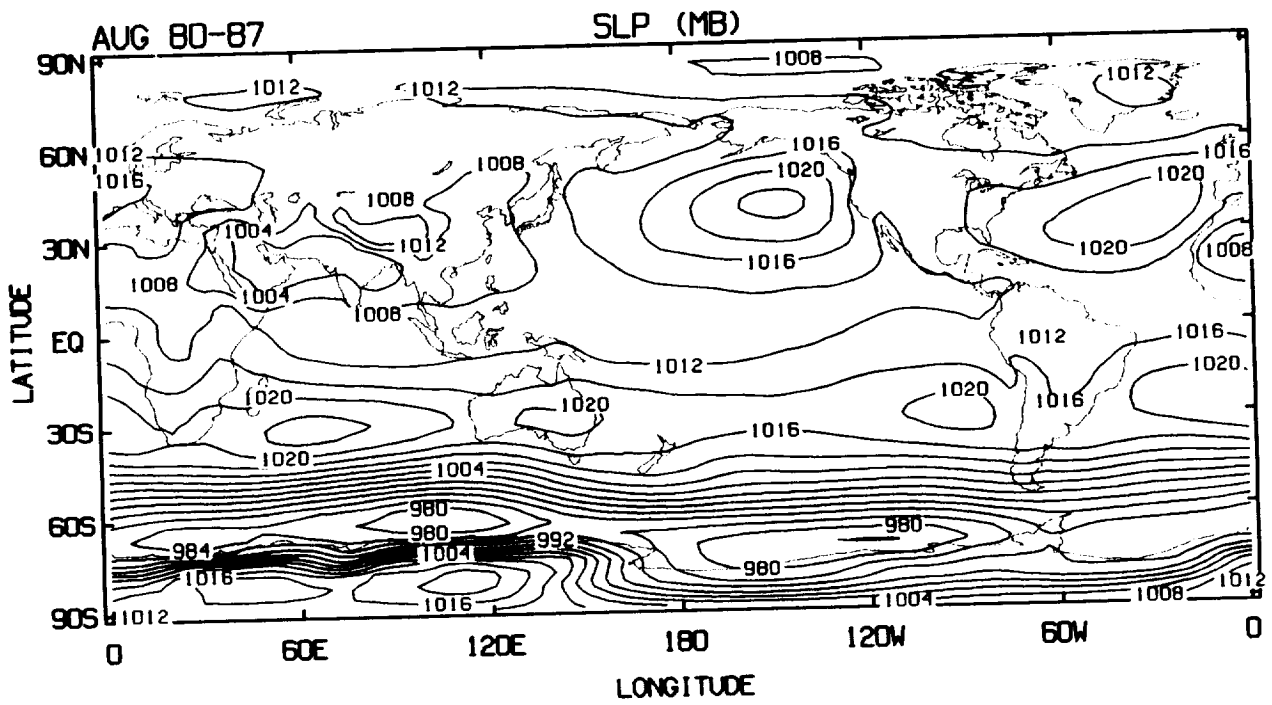 AUG 80-87 SLP (MB)
90N
1008
1012 1012 1012
60N 1012 1016 1016
1016 1008 1020 1020
1008
1004
30N 1012 1020 1008
1016
1008 1004
1008
EQ 1012 1016
1012
1020
1020 1020 1016
30S 1016
1020 1004
980
60S 980 980
984 992
1004
1016 980 1012
1016 1004 1008
90S 1012
0 60E 120E 180 120W 60W 0
LATITUDE
LONGITUDE